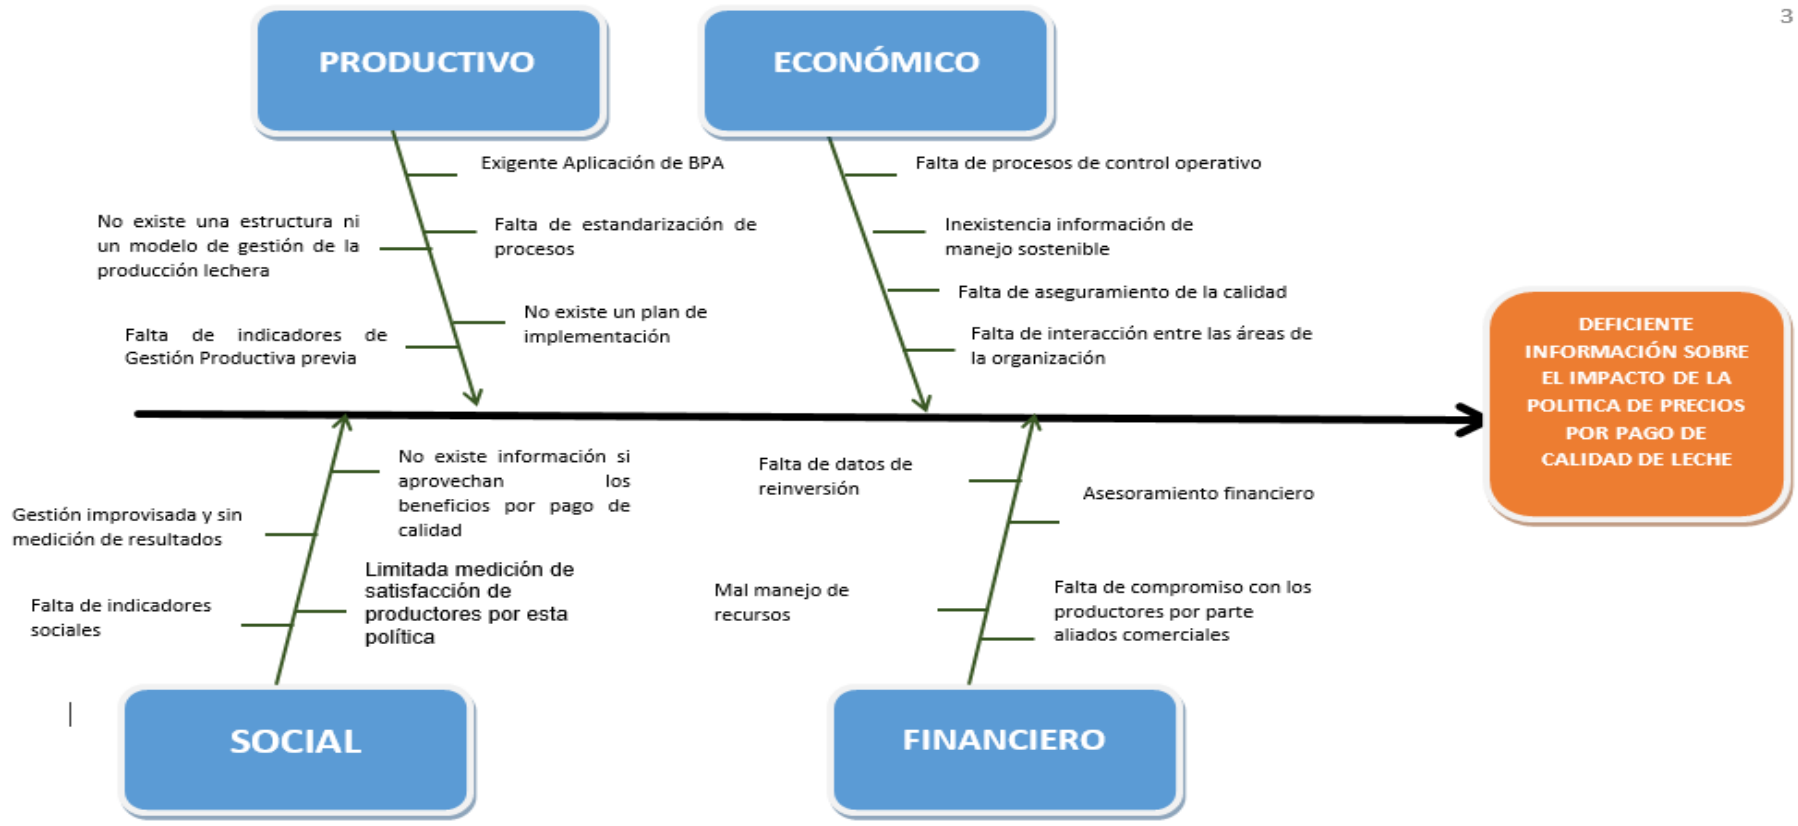 3
PRODUCTIVO
ECONÓMICO
Exigente Aplicación de BPA
No existe una estructura ni
un modelo de gestión de la
producción lechera
Falta de estandarización de
procesos
Falta de indicadores de
Gestión Productiva previa
No existe un plan de
implementación
Falta de procesos de control operativo
Inexistencia información de
manejo sostenible
Falta de aseguramiento de la calidad
Falta de interacción entre las áreas de
la organización
DEFICIENTE
INFORMACIÓN SOBRE
EL IMPACTO DE LA
POLITICA DE PRECIOS
POR PAGO DE
CALIDAD DE LECHE
No existe información si
aprovechan los
beneficios por pago de
calidad
Gestión improvisada y sin
medición de resultados
Limitada medición de
satisfacción de
productores por esta
política
Falta de indicadores
sociales
Falta de datos de
reinversión
Asesoramiento financiero
Mal manejo de
recursos
Falta de compromiso con los
productores por parte
aliados comerciales
SOCIAL
FINANCIERO